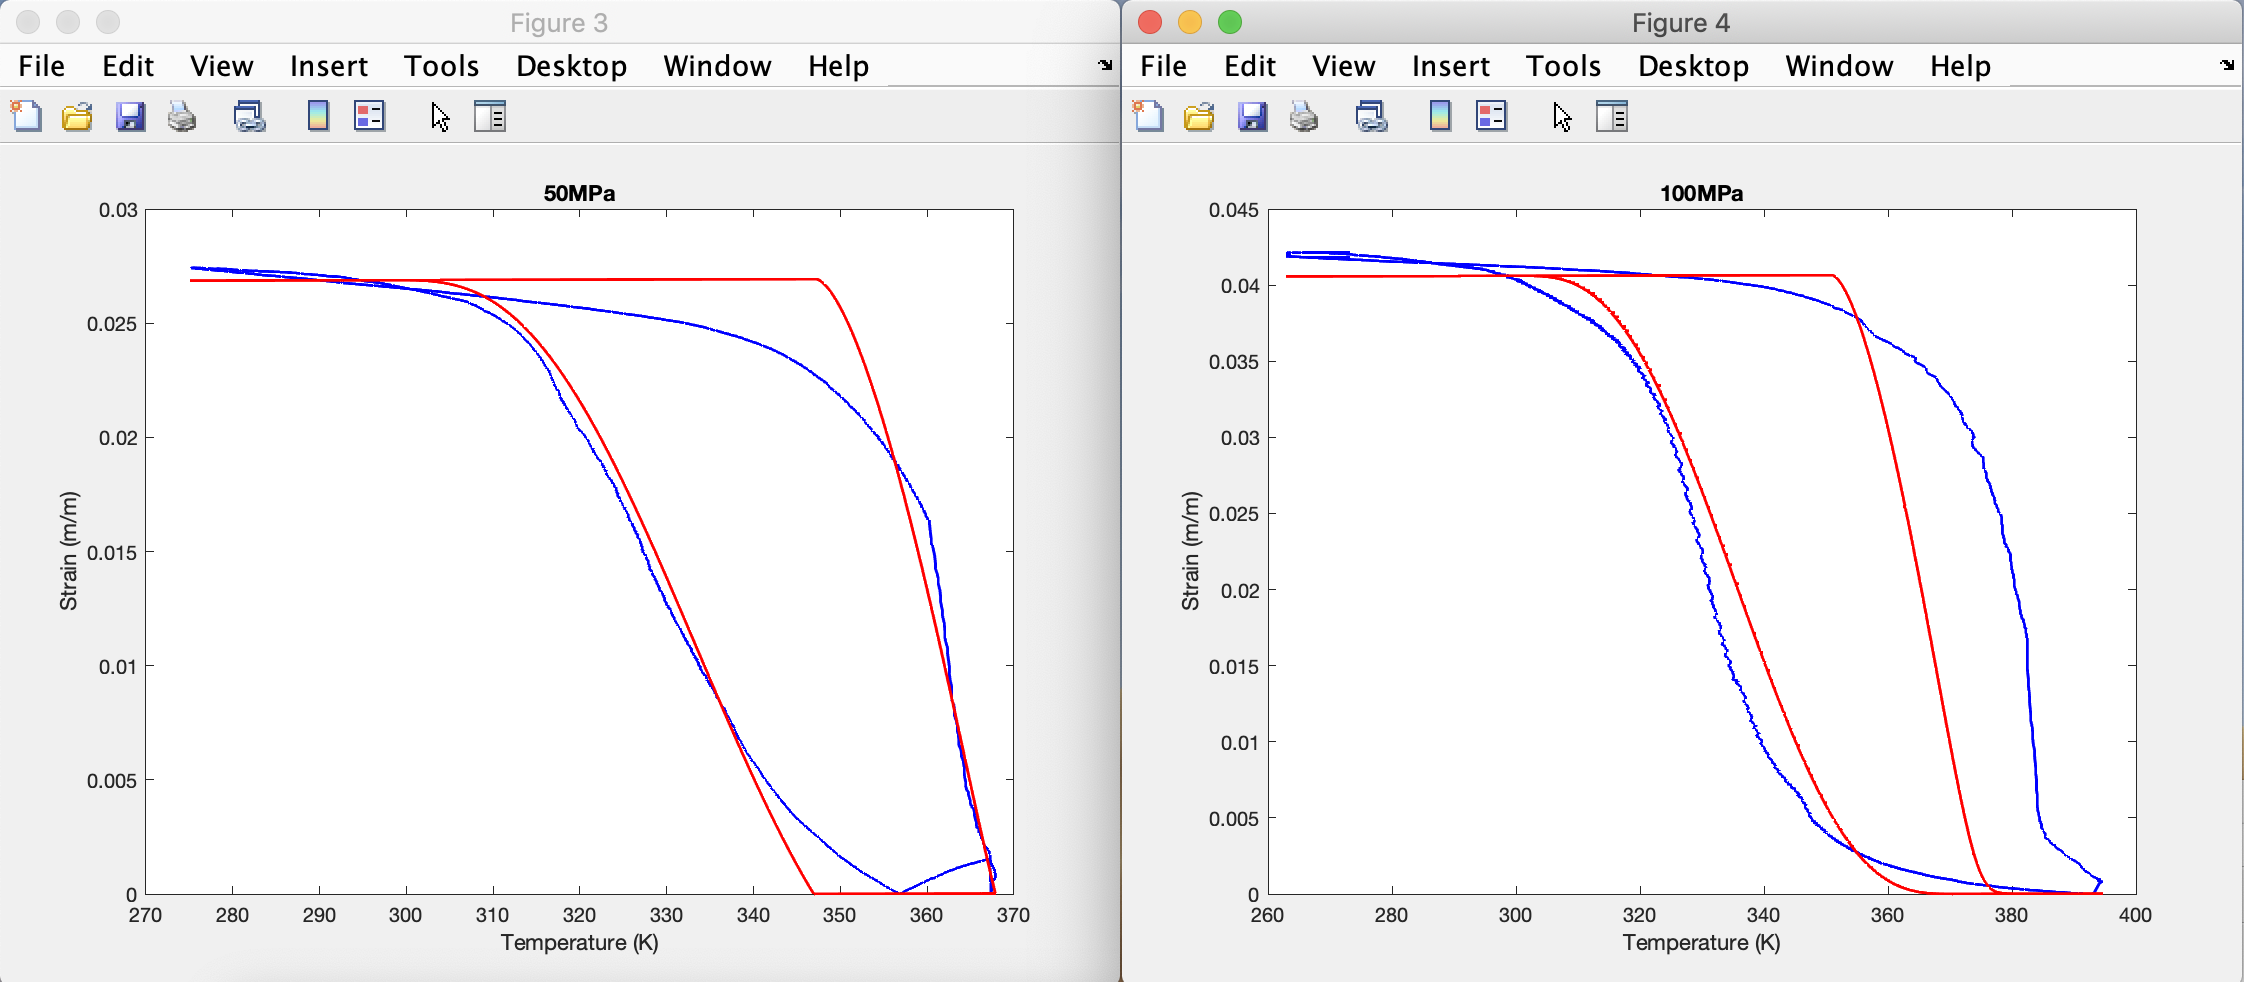 Figure 3
File Edit View Insert Tools Desktop Window Help
50MPa
0.03
0.025
0.02
0.015
0.01
0.005
0
Strain (m/m)
270 280 290 300 310 320 330 340 350 360 370
Temperature (K)
Figure 4
File Edit View Insert Tools Desktop Window Help
100MPa
0.045
0.04
0.035
0.03
0.025
0.02
0.015
0.01
0.005
0
Strain (m/m)
260 280 300 320 340 360 380 400
Temperature (K)